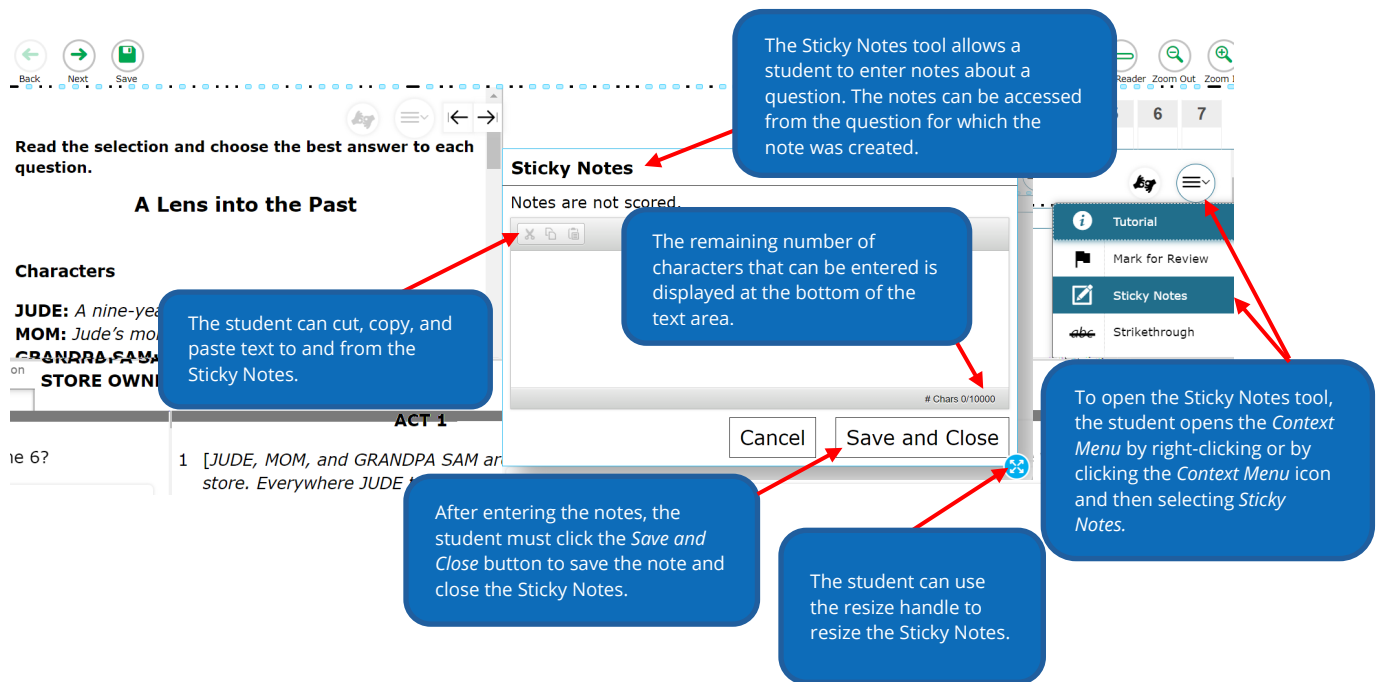 Back Next Save
Reader Zoom Out Zoom
6 7
Read the selection and choose the best answer to each
question.
A Lens into the Past
Characters
JUDE: A
MOM: Jude's
GRANDPA SAM:
on
STORE
ACT 1
6?
1 [JUDE, MOM, and GRANDPA SAM
store. Everywhere JUDE
Sticky Notes
Notes are not scored.
# Chars 0/10000
Cancel Save and Close
Tutorial
Mark for Review
Sticky Notes
abc Strikethrough
The Sticky Notes tool allows a
student to enter notes about a
question. The notes can be accessed
from the question for which the
note was created.
The remaining number of
characters that can be entered is
displayed at the bottom of the
text area.
The student can cut, copy, and
paste text to and from the
Sticky Notes.
To open the Sticky Notes tool,
the student opens the Context
Menu by right-clicking or by
clicking the Context Menu icon
and then selecting Sticky
Notes.
After entering the notes, the
student must click the Save and
Close button to save the note and
close the Sticky Notes.
The student can use
the resize handle to
resize the Sticky Notes.